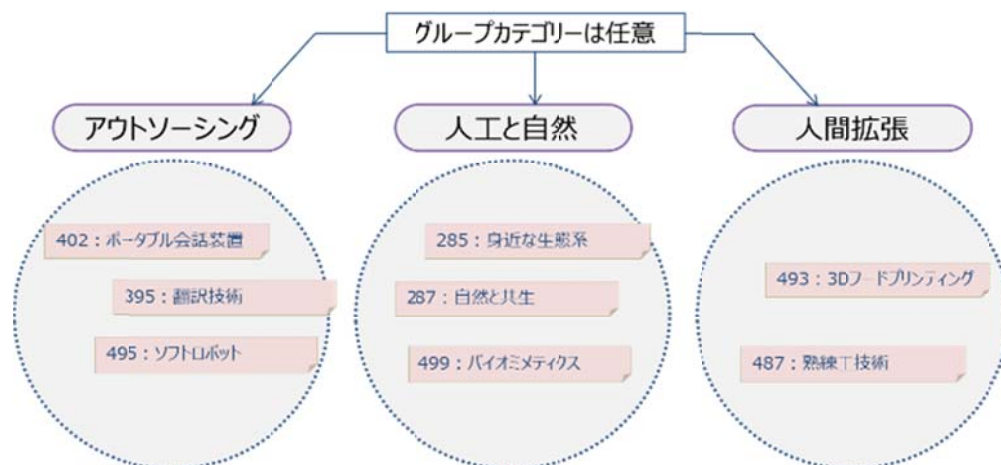 グループカテゴリーは任意
アウトソーシング
人工と自然
人間拡張
402：ポータブル会話装置
395：翻訳技術
495：ソフトロボット
285：身近な生態系
287：自然と共生
499：バイオミメティクス
493：3Dフードプリンティング
487：熟練工技術